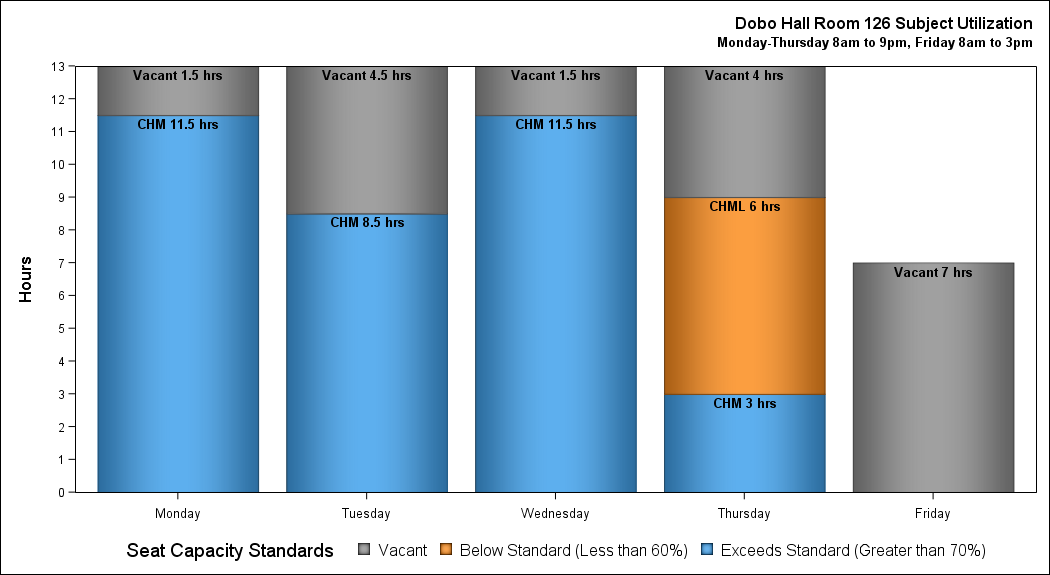 Dobo Hall Room 126 Subject Utilization
Monday-Thursday 8am to 9pm, Friday 8am to 3pm
Hours
13
12
11
10
9
8
7
6
5
4
3
2
1
0
Vacant 1.5 hrs
CHM 11.5 hrs
Vacant 4.5 hrs
CHM 8.5 hrs
Vacant 1.5 hrs
CHM 11.5 hrs
Vacant 4 hrs
CHML 6 hrs
CHM 3 hrs
Vacant 7 hrs
Monday Tuesday Wednesday Thursday Friday
Seat Capacity Standards Vacant Below Standard (Less than 60%) Exceeds Standard (Greater than 70%)